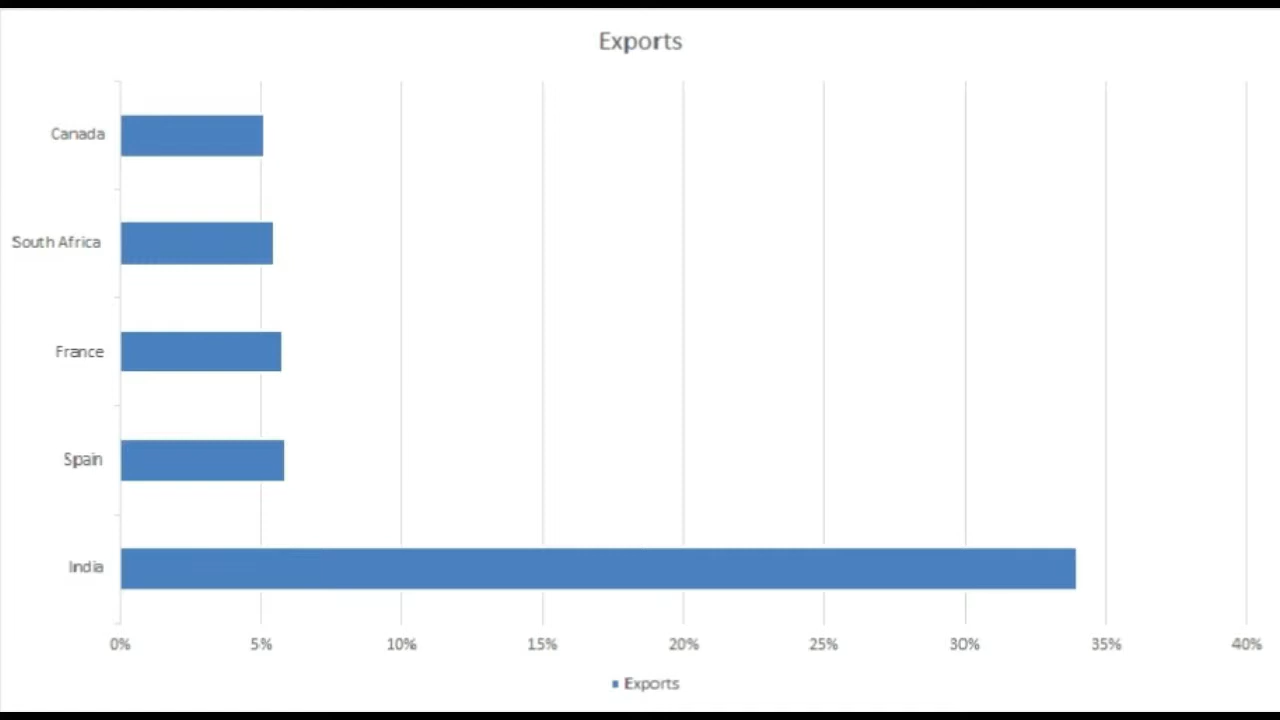 Exports
Canada
South Africa
France
Spain
India
0% 5% 10% 15% 20% 25% 30% 35% 40%
Exports